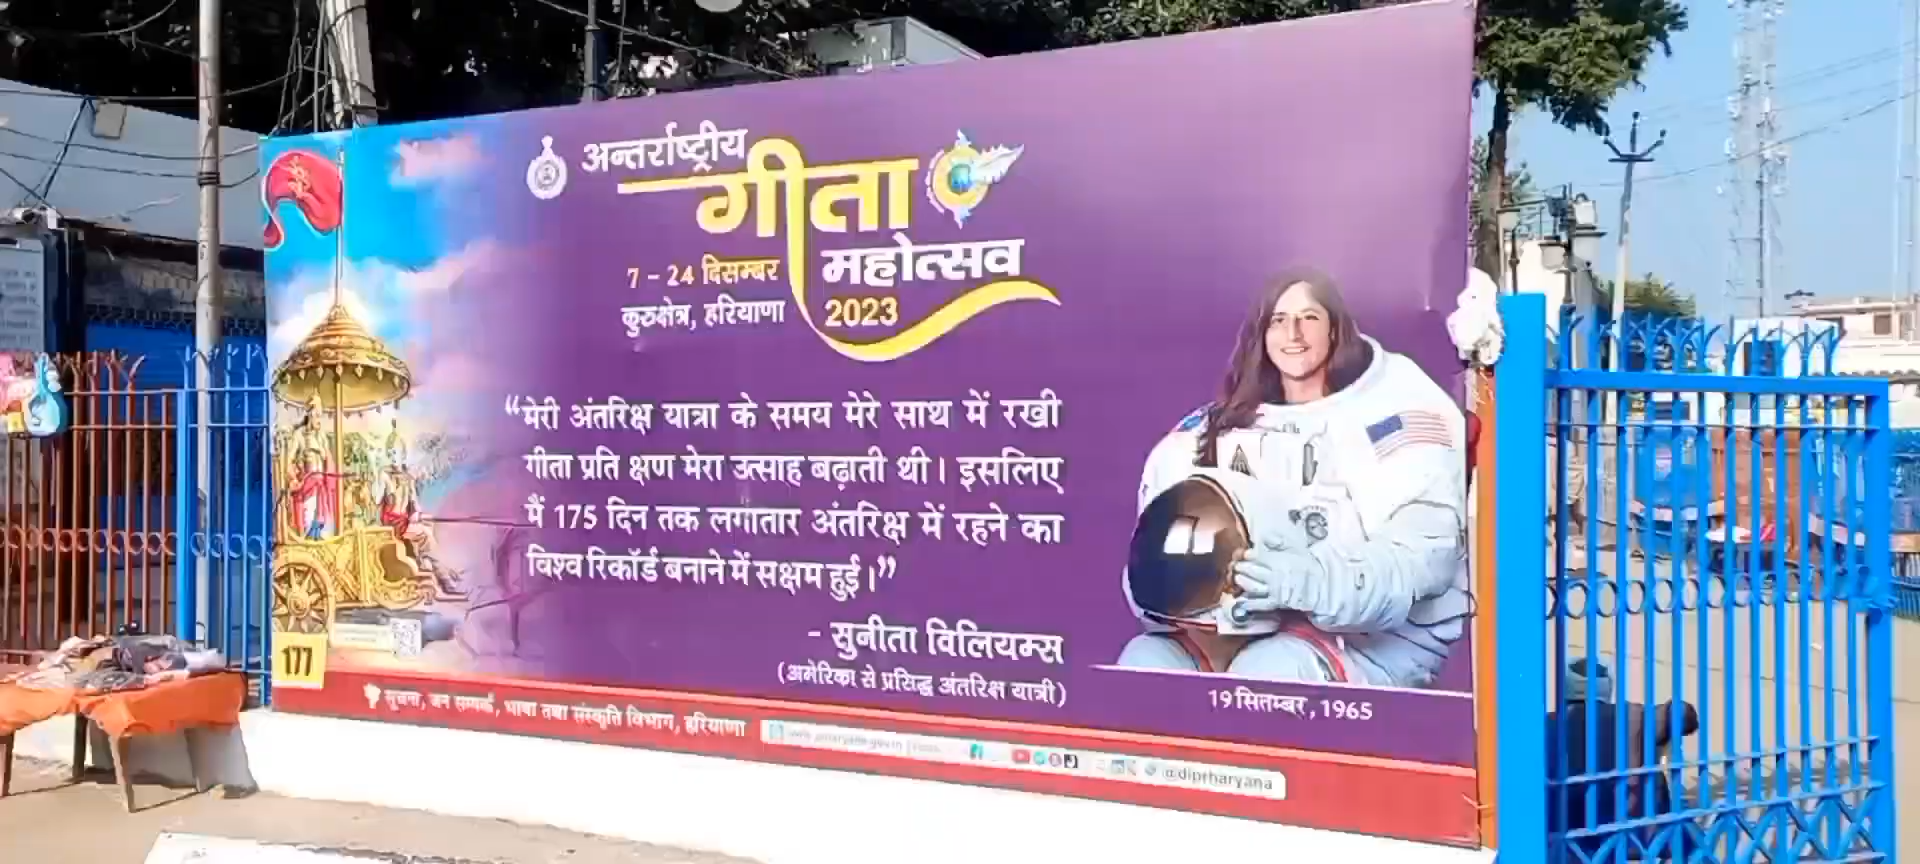 अन्तर्राष्ट्रीय
गीता
महोत्सव
7 - 24 दिसम्बर
कुरुक्षेत्र, हरियाणा
2023
“मेरी अंतरिक्ष यात्रा के समय मेरे साथ में रखी
गीता प्रति क्षण मेरा उत्साह बढ़ाती थी। इसलिए
मैं 175 दिन तक लगातार अंतरिक्ष में रहने का
विश्व रिकॉर्ड बनाने में सक्षम हुई।”
- सुनीता विलियम्स
(अमेरिका से प्रसिद्ध अंतरिक्ष यात्री)
19 सितम्बर, 1965
177
सूचना, जन सम्पर्क, भाषा तथा संस्कृति विभाग, हरियाणा
@diprharyana